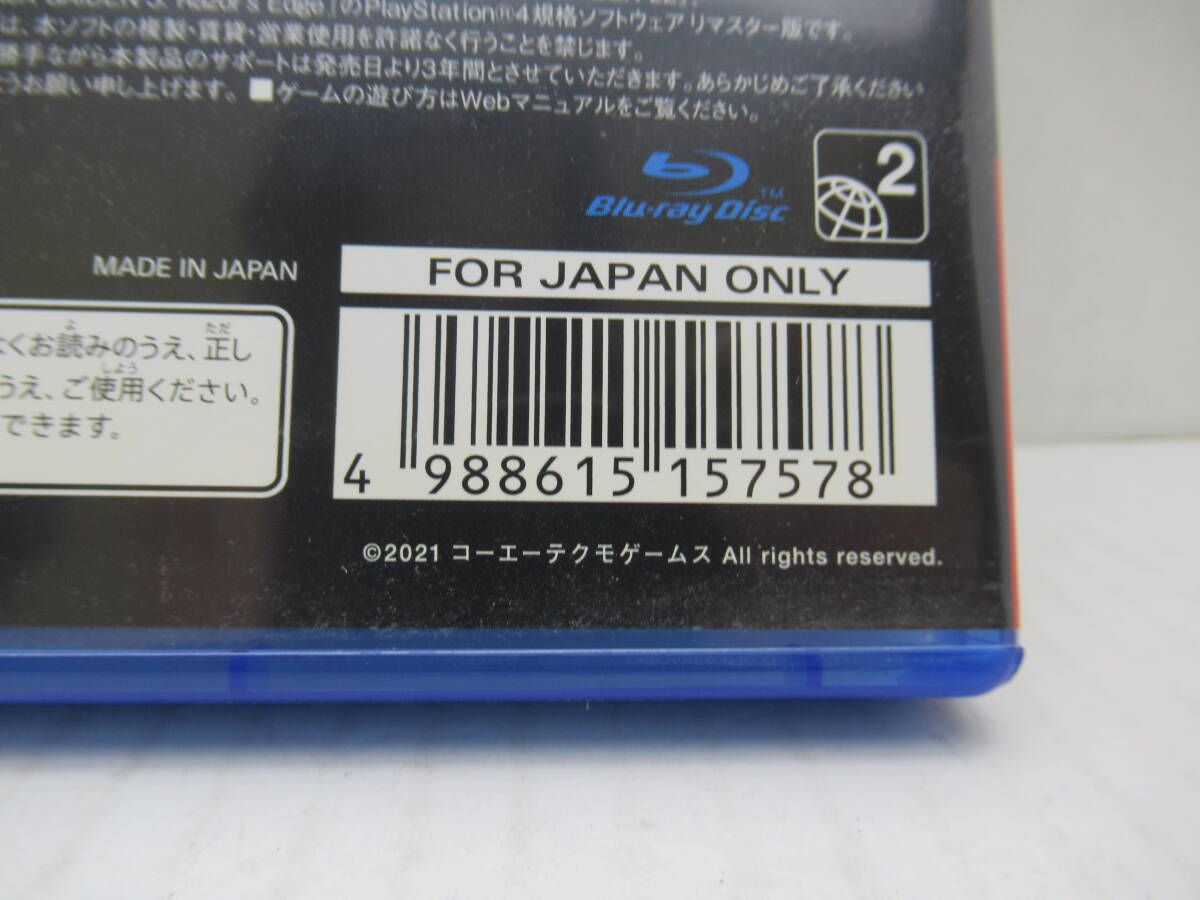 Razor's Edge』のPlayStation®4規格ソフトウェアリマスター版です。
は、本ソフトの複製・賃貸・営業使用を許諾なく行うことを禁じます。
勝手ながら本製品のサポートは発売日より3年間とさせていただきます。あらかじめご了承ください
ようお願い申し上げます。■ゲームの遊び方はWebマニュアルをご覧ください。
Blu-ray Disc™
2
MADE IN JAPAN
FOR JAPAN ONLY
なくお読みのうえ、正し
うえ、ご使用ください。
できます。
4 988615 157578
©2021 コーエーテクモゲームス All rights reserved.